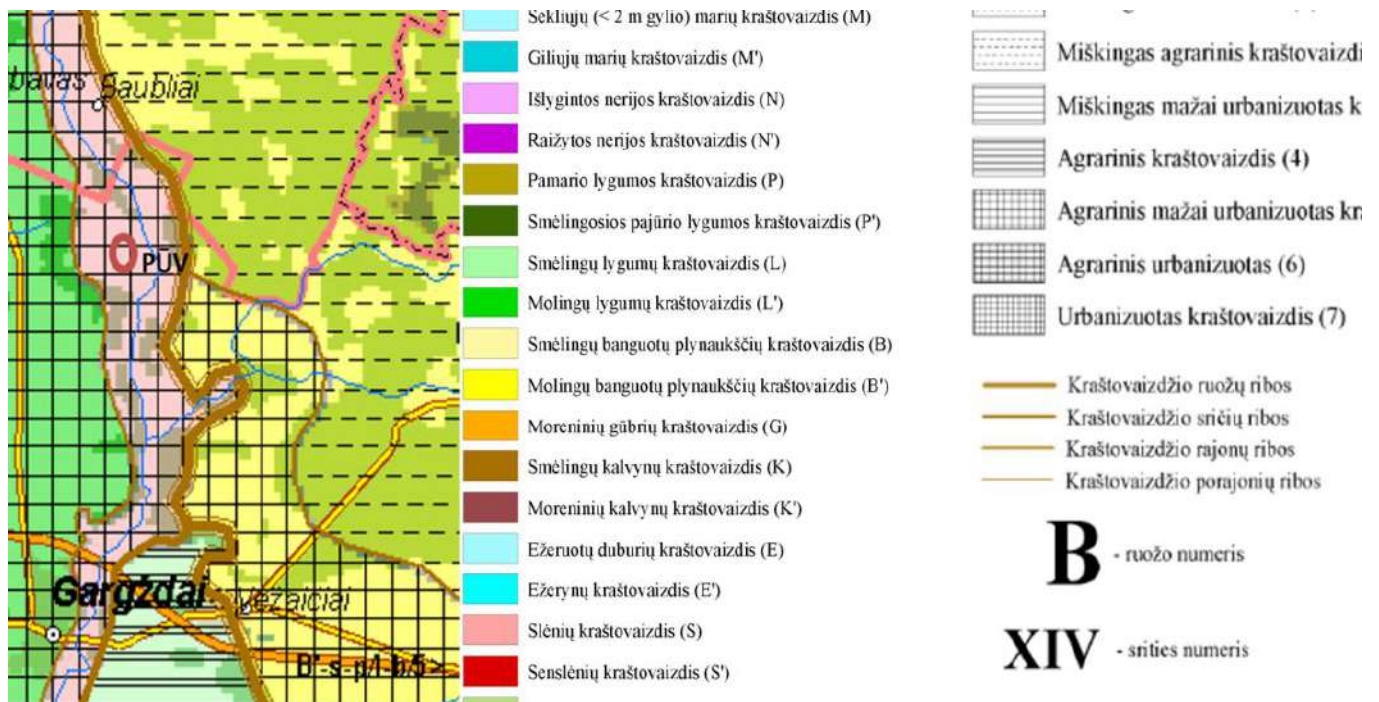 bavas
Baubliai
PŪV
Gargždai
Vėžaičiai
B'-s-p/l-b/5>
Sekliųjų (< 2 m gylio) marių kraštovaizdis (M)
Giliųjų marių kraštovaizdis (M')
Išlygintos nerijos kraštovaizdis (N)
Raižytos nerijos kraštovaizdis (N')
Pamario lygumos kraštovaizdis (P)
Smėlingosios pajūrio lygumos kraštovaizdis (P')
Smėlingų lygumų kraštovaizdis (L)
Molingų lygumų kraštovaizdis (L')
Smėlingų banguotų plynaukščių kraštovaizdis (B)
Molingų banguotų plynaukščių kraštovaizdis (B')
Moreninių gūbrių kraštovaizdis (G)
Smėlingų kalvynų kraštovaizdis (K)
Moreninių kalvynų kraštovaizdis (K')
Ežeruotų duburių kraštovaizdis (E)
Ežerynų kraštovaizdis (E')
Slėnių kraštovaizdis (S)
Senslėnių kraštovaizdis (S')
Miškingas agrarinis kraštovaizdi
Miškingas mažai urbanizuotas k
Agrarinis kraštovaizdis (4)
Agrarinis mažai urbanizuotas kr
Agrarinis urbanizuotas (6)
Urbanizuotas kraštovaizdis (7)
Kraštovaizdžio ruožų ribos
Kraštovaizdžio sričių ribos
Kraštovaizdžio rajonų ribos
Kraštovaizdžio porajonių ribos
B - ruožo numeris
XIV - srities numeris